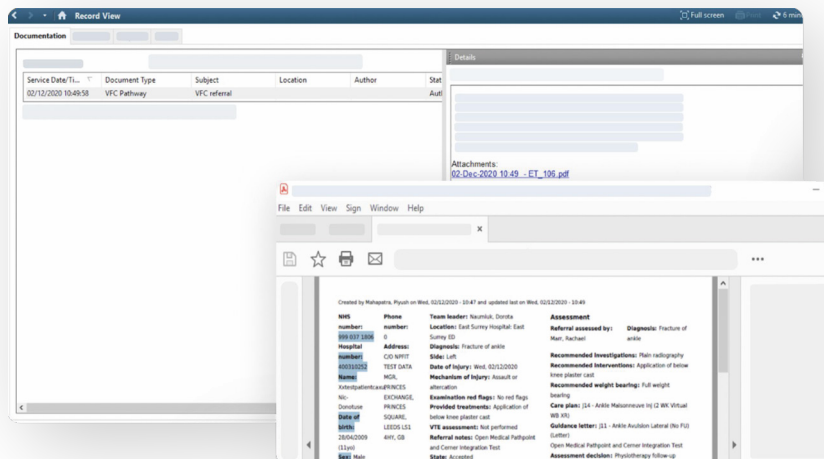 Record View
Full screen
6 min
Documentation
Details
Service Date/Ti... Document Type Subject Location Author Stat
02/12/2020 10:49:58 VFC Pathway VFC referral Auth
Attachments:
02-Dec-2020 10.49 - ET_106.pdf
File Edit View Sign Window Help
Created by Mahapatra, Piyush on Wed, 02/12/2020 - 10:47 and updated last on Wed, 02/12/2020 - 10:49
NHS
number:
999 037 1806
Hospital
number:
400310252
Name:
Xxtestpatientcasu
Nic-
Donotuse
Date of
birth:
28/04/2009
(11yo)
Sex: Male
Phone
number:
0
Address:
C/O NPFIT
TEST DATA
MGR,
PRINCES
EXCHANGE,
PRINCES
SQUARE,
LEEDS LS1
4HY, GB
Team leader: Naumiuk, Dorota
Location: East Surrey Hospital: East
Surrey ED
Diagnosis: Fracture of ankle
Side: Left
Date of injury: Wed, 02/12/2020
Mechanism of injury: Assault or
altercation
Examination red flags: No red flags
Provided treatments: Application of
below knee plaster cast
VTE assessment: Not performed
Referral notes: Open Medical Pathpoint
and Cerner Integration Test
State: Accepted
Assessment
Referral assessed by:
Marr, Rachael
Diagnosis: Fracture of
ankle
Recommended investigations: Plain radiography
Recommended Interventions: Application of below
knee plaster cast
Recommended weight bearing: Full weight
bearing
Care plan: J14 - Ankle Maisonneuve Inj (2 WK Virtual
WB XR)
Guidance letter: J11 - Ankle Avulsion Lateral (No FU)
(Letter)
Open Medical Pathpoint and Cerner Integration Test
Assessment decision: Physiotherapy follow-up